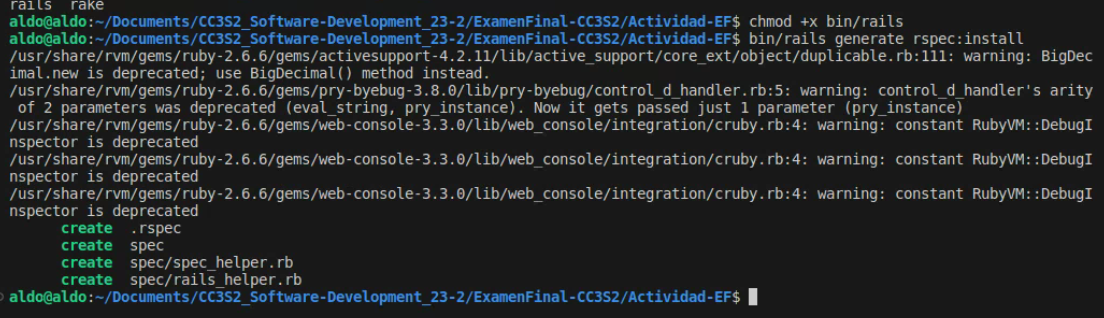 rails  rake
aldo@aldo:~/Documents/CC3S2_Software-Development_23-2/ExamenFinal-CC3S2/Actividad-EF$ chmod +x bin/rails
aldo@aldo:~/Documents/CC3S2_Software-Development_23-2/ExamenFinal-CC3S2/Actividad-EF$ bin/rails generate rspec:install
/usr/share/rvm/gems/ruby-2.6.6/gems/activesupport-4.2.11/lib/active_support/core_ext/object/duplicable.rb:111: warning: BigDec
imal.new is deprecated; use BigDecimal() method instead.
/usr/share/rvm/gems/ruby-2.6.6/gems/pry-byebug-3.8.0/lib/pry-byebug/control_d_handler.rb:5: warning: control_d_handler's arity
 of 2 parameters was deprecated (eval_string, pry_instance). Now it gets passed just 1 parameter (pry_instance)
/usr/share/rvm/gems/ruby-2.6.6/gems/web-console-3.3.0/lib/web_console/integration/cruby.rb:4: warning: constant RubyVM::DebugI
nspector is deprecated
/usr/share/rvm/gems/ruby-2.6.6/gems/web-console-3.3.0/lib/web_console/integration/cruby.rb:4: warning: constant RubyVM::DebugI
nspector is deprecated
/usr/share/rvm/gems/ruby-2.6.6/gems/web-console-3.3.0/lib/web_console/integration/cruby.rb:4: warning: constant RubyVM::DebugI
nspector is deprecated
      create  .rspec
      create  spec
      create  spec/spec_helper.rb
      create  spec/rails_helper.rb
aldo@aldo:~/Documents/CC3S2_Software-Development_23-2/ExamenFinal-CC3S2/Actividad-EF$